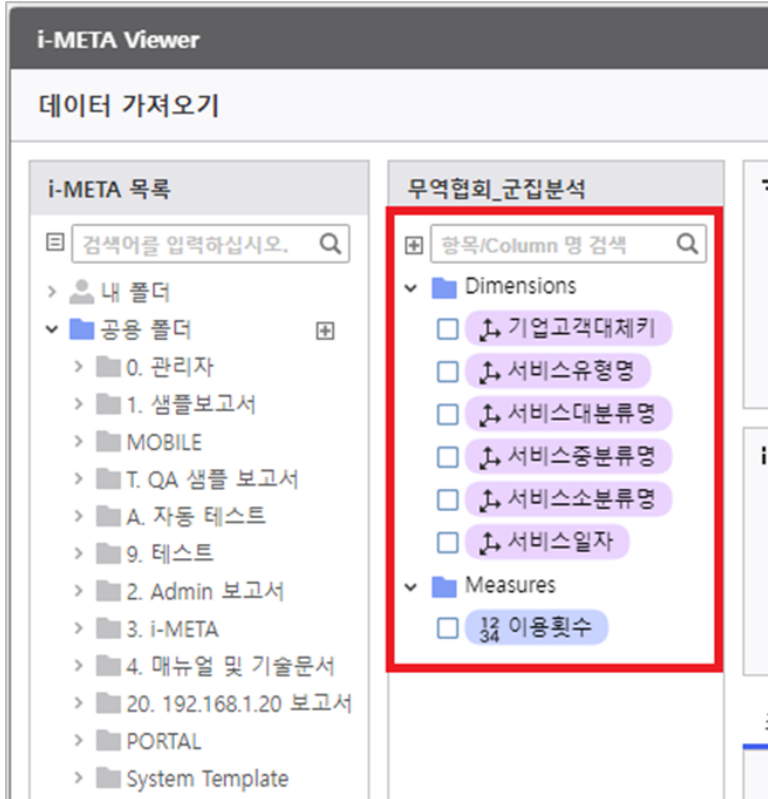 i-META Viewer
데이터 가져오기
i-META 목록
검색어를 입력하십시오.
내 폴더
공용 폴더
0. 관리자
1. 샘플보고서
MOBILE
T. QA 샘플 보고서
A. 자동 테스트
9. 테스트
2. Admin 보고서
3. i-META
4. 매뉴얼 및 기술문서
20. 192.168.1.20 보고서
PORTAL
System Template
무역협회_군집분석
항목/Column 명 검색
Dimensions
기업고객대체키
서비스유형명
서비스대분류명
서비스중분류명
서비스소분류명
서비스일자
Measures
12
34
이용횟수